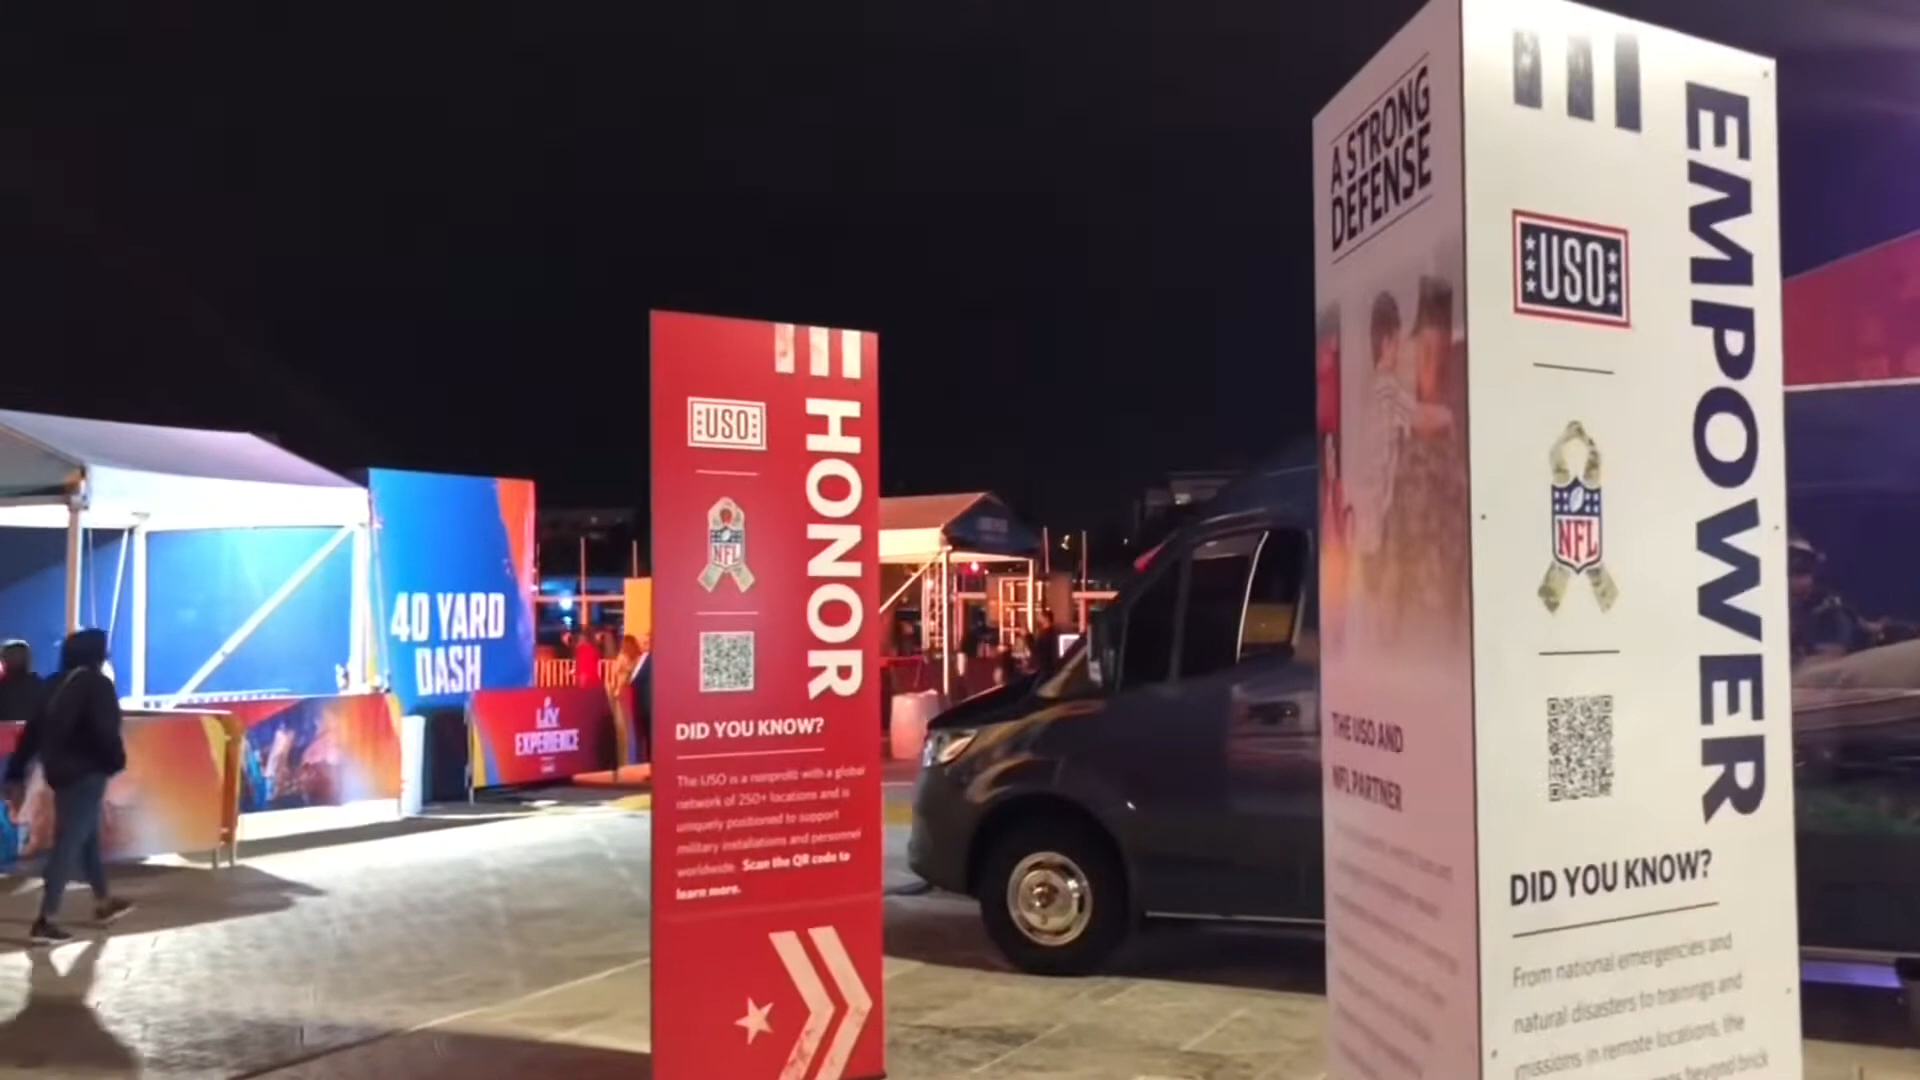 40 YARD
DASH
LIV
EXPERIENCE
USO
NFL
HONOR
DID YOU KNOW?
The USO is a nonprofit with a global
network of 250+ locations and is
uniquely positioned to support
military installations and personnel
worldwide. Scan the QR code to
learn more.
A STRONG
DEFENSE
THE USO AND
NFL PARTNER
USO
NFL
EMPOWER
DID YOU KNOW?
From national emergencies and
natural disasters to trainings and
missions in remote locations, the
beyond brick